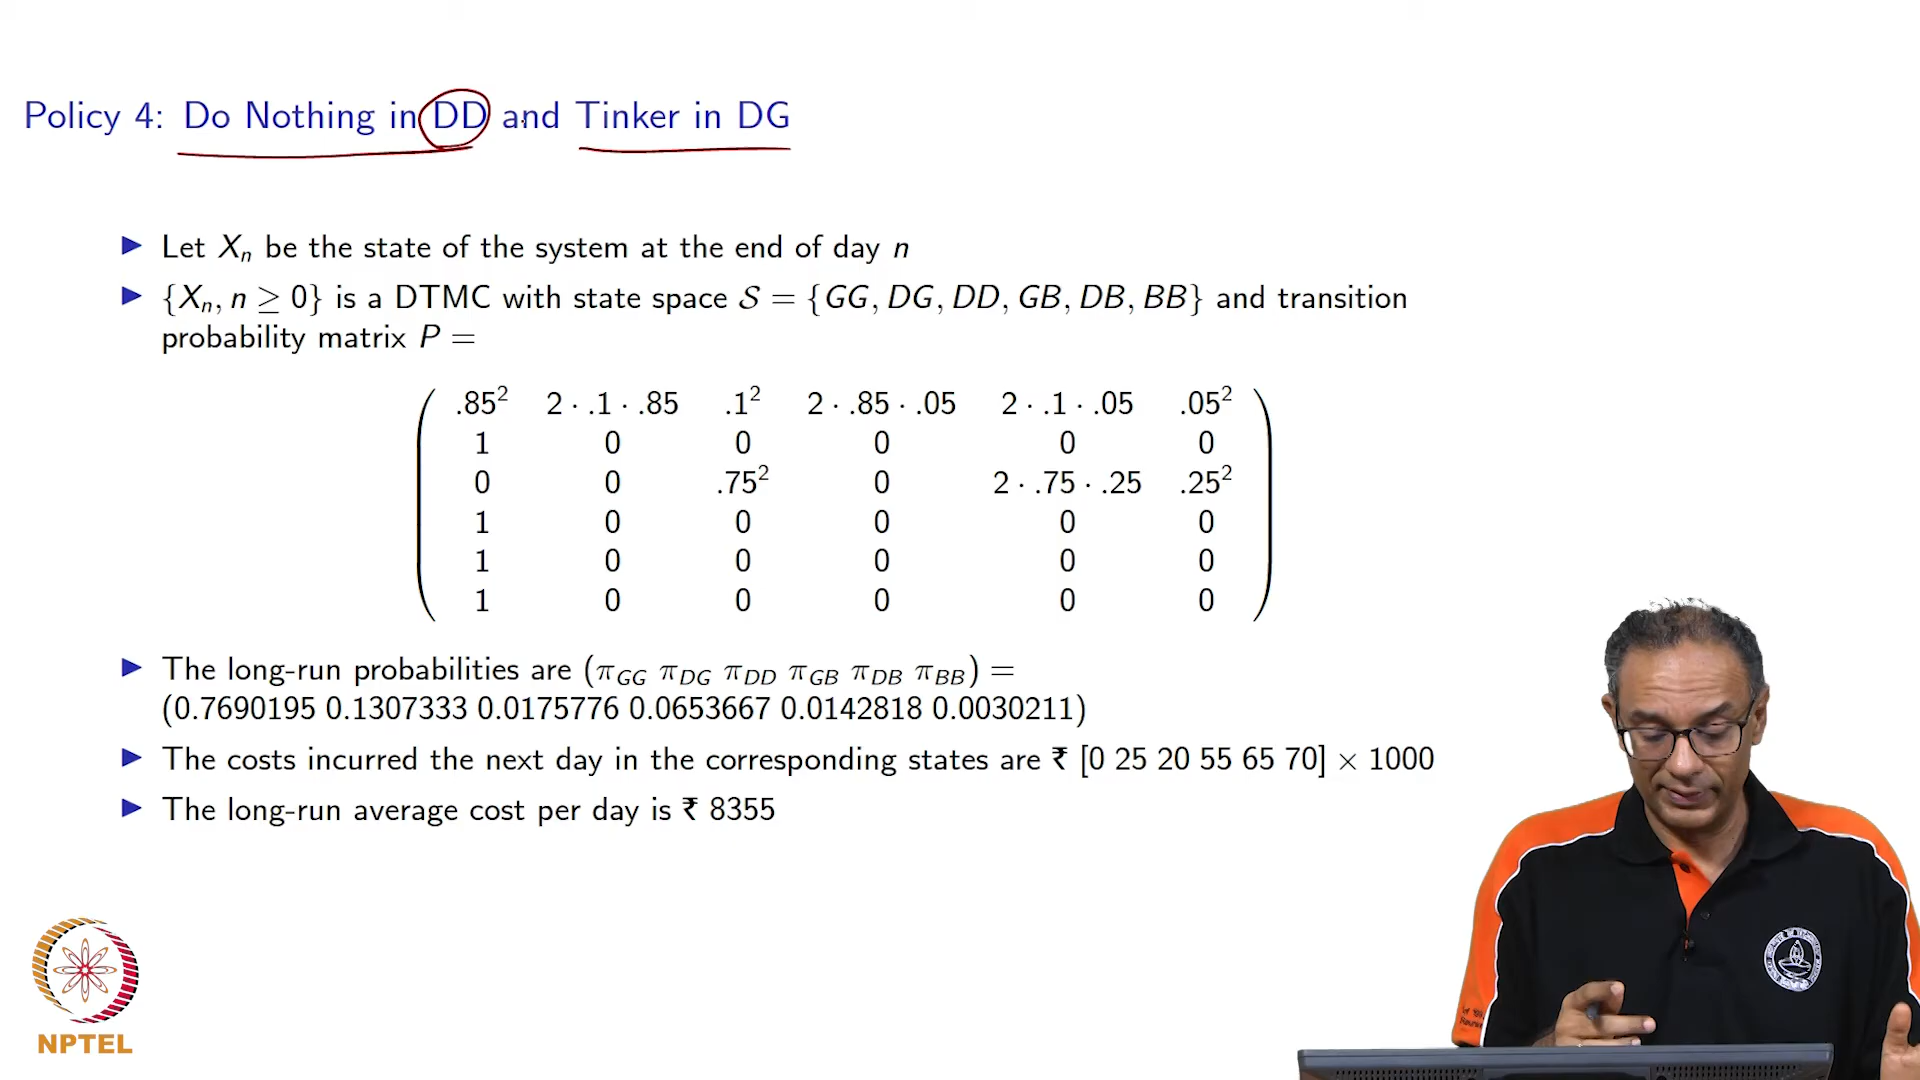 Policy 4: Do Nothing in DD and Tinker in DG
▶ Let Xₙ be the state of the system at the end of day n
▶ {Xₙ, n ≥ 0} is a DTMC with state space 𝒮 = {GG, DG, DD, GB, DB, BB} and transition
probability matrix P =
.85² 2 · .1 · .85 .1² 2 · .85 · .05 2 · .1 · .05 .05²
1 0 0 0 0 0
0 0 .75² 0 2 · .75 · .25 .25²
1 0 0 0 0 0
1 0 0 0 0 0
1 0 0 0 0 0
▶ The long-run probabilities are (π_GG π_DG π_DD π_GB π_DB π_BB) =
(0.7690195 0.1307333 0.0175776 0.0653667 0.0142818 0.0030211)
▶ The costs incurred the next day in the corresponding states are ₹ [0 25 20 55 65 70] × 1000
▶ The long-run average cost per day is ₹ 8355
NPTEL